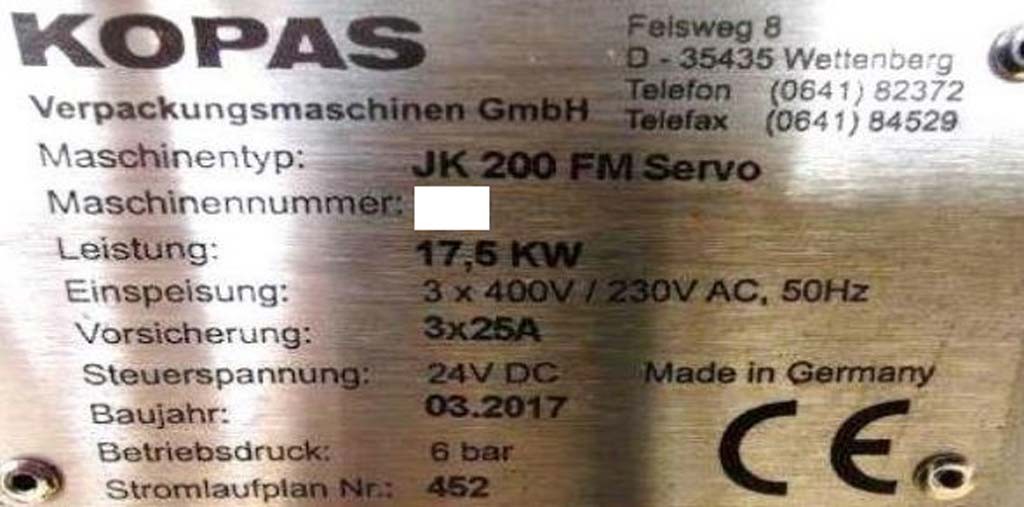 KOPAS
Verpackungsmaschinen GmbH
Felsweg 8
D - 35435 Wettenberg
Telefon (0641) 82372
Telefax (0641) 84529
Maschinentyp: JK 200 FM Servo
Maschinennummer:
Leistung: 17,5 KW
Einspeisung: 3 x 400V / 230V AC, 50Hz
Vorsicherung: 3x25A
Steuerspannung: 24V DC
Baujahr: 03.2017
Betriebsdruck: 6 bar
Stromlaufplan Nr.: 452
Made in Germany
CE